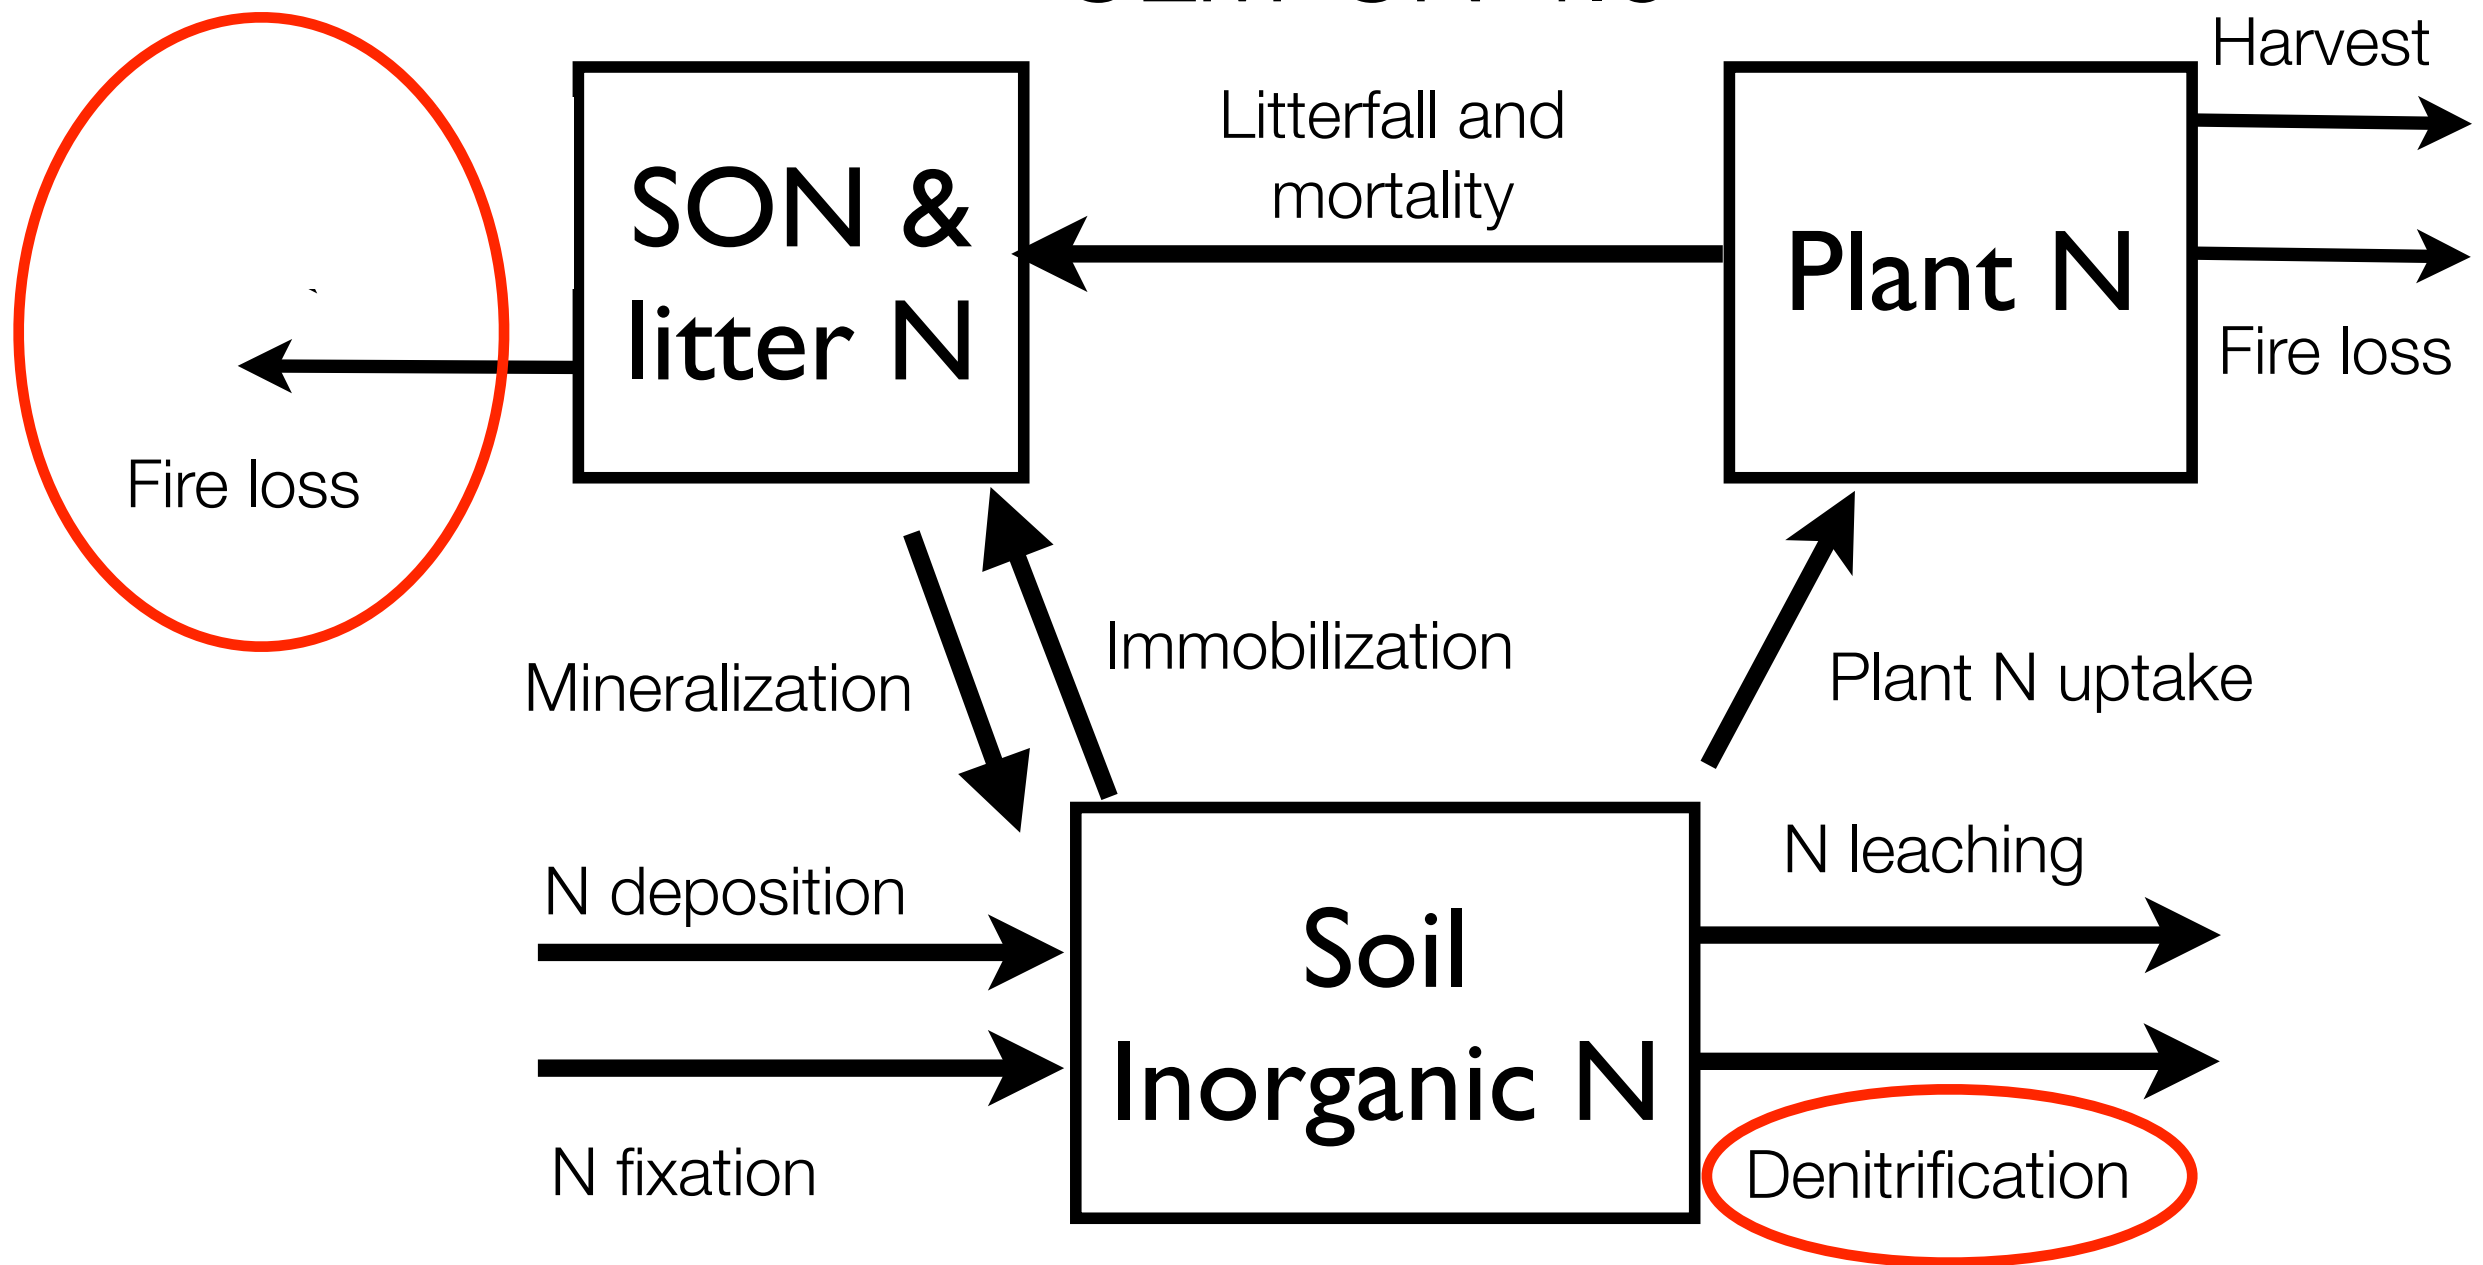 Harvest
Litterfall and
mortality
SON &
litter N
Plant N
Fire loss
Fire loss
Immobilization
Mineralization
Plant N uptake
N leaching
N deposition
Soil
Inorganic N
N fixation
Denitrification